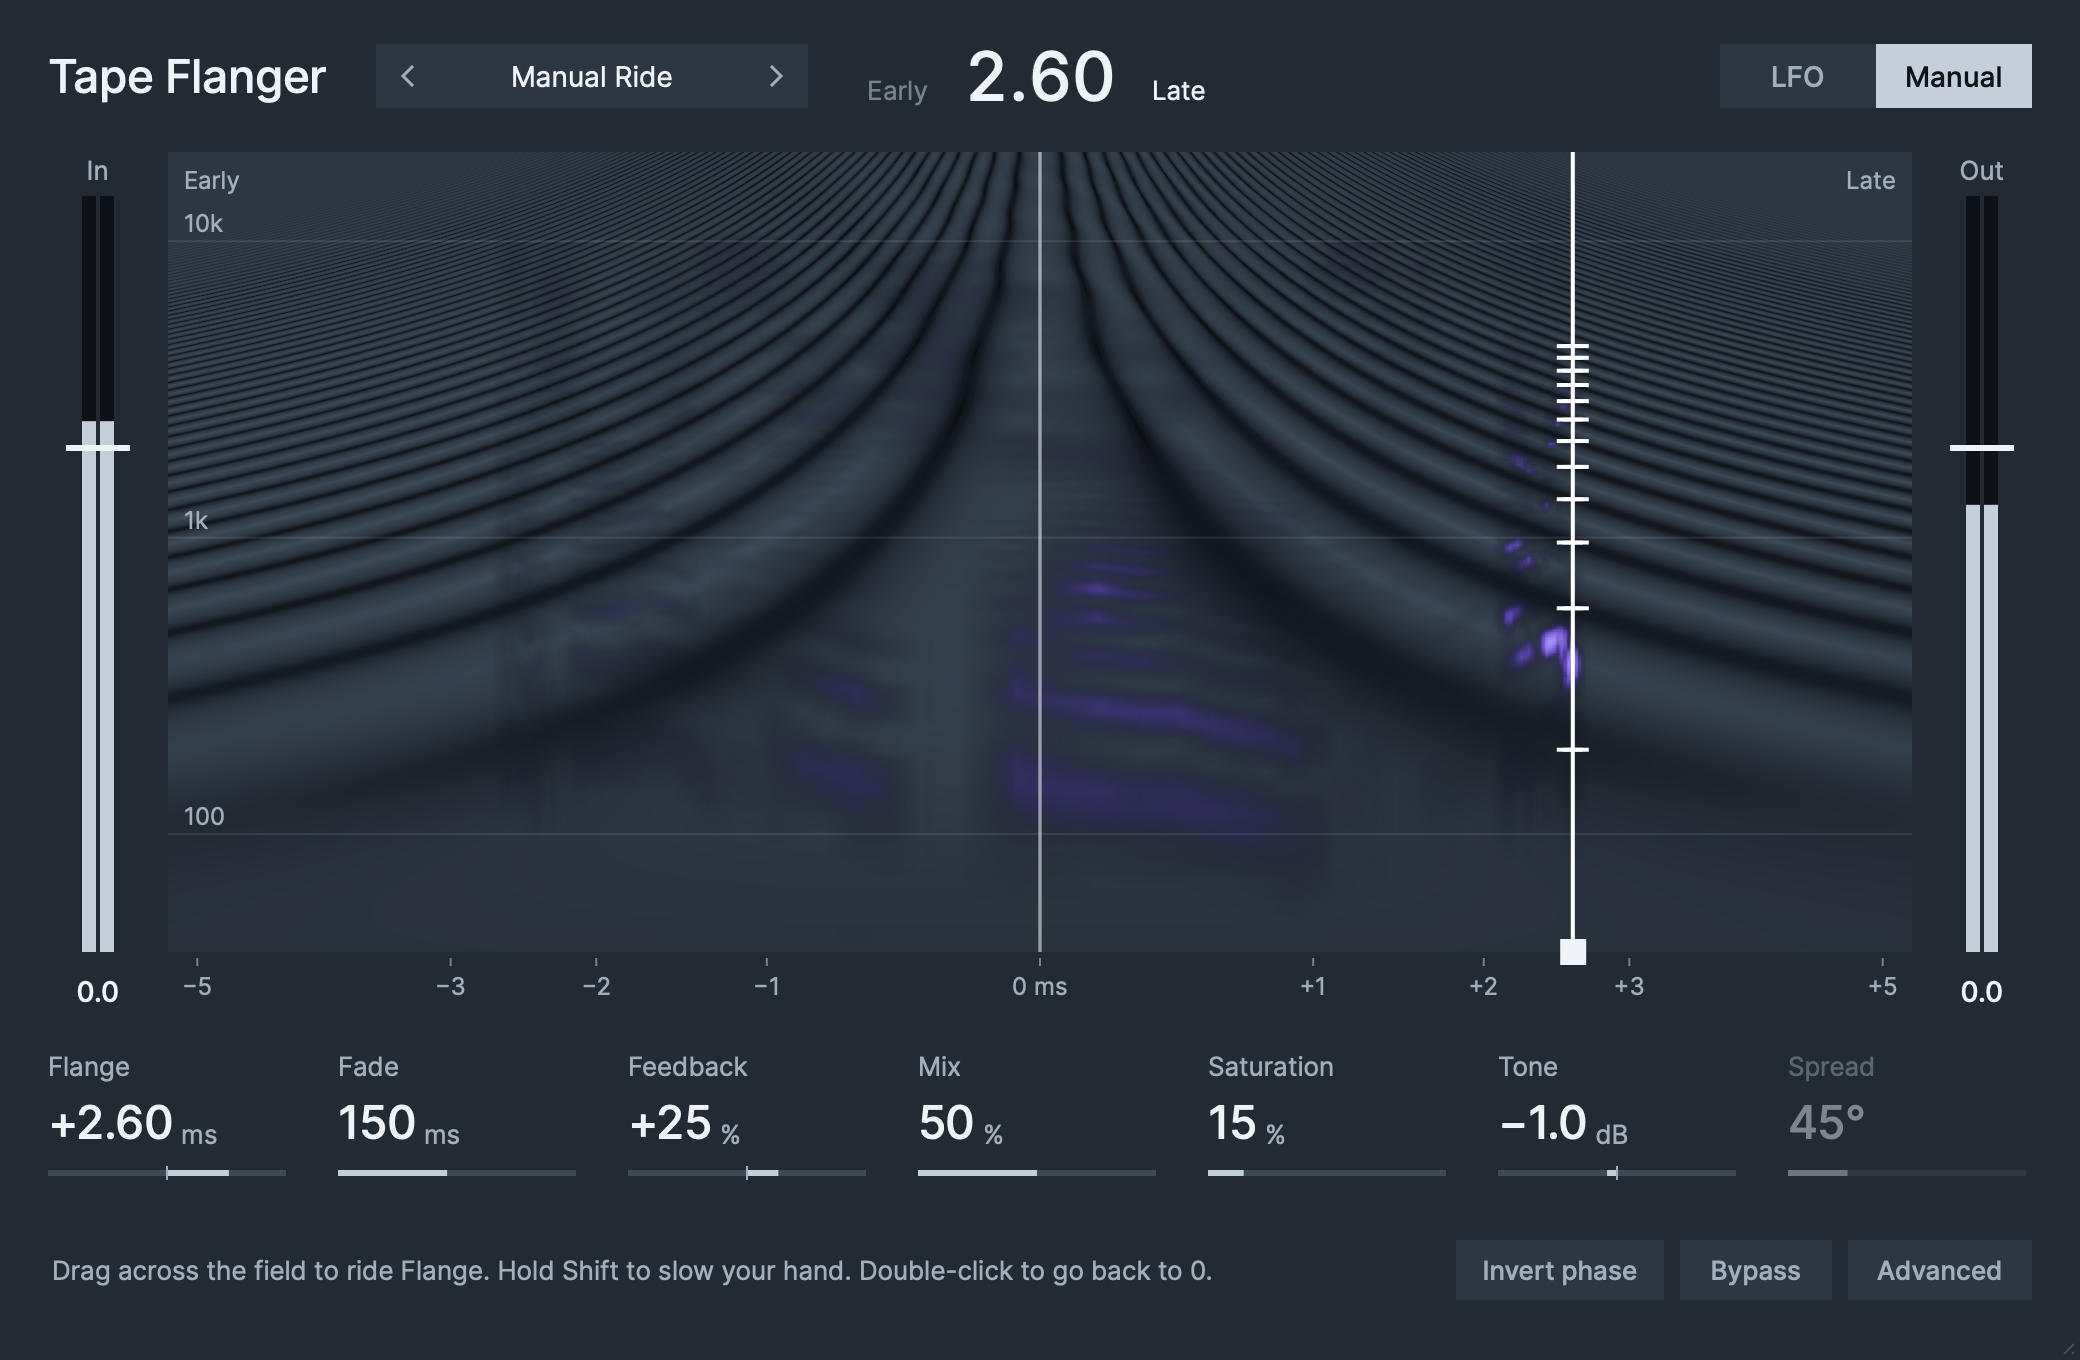 Tape Flanger
Manual Ride
Early 2.60 Late
LFO Manual
In
Early
Late
Out
10k
1k
100
0.0
−5 −3 −2 −1 0 ms +1 +2 +3 +5
0.0
Flange Fade Feedback Mix Saturation Tone Spread
+2.60 ms 150 ms +25 % 50 % 15 % −1.0 dB 45°
Drag across the field to ride Flange. Hold Shift to slow your hand. Double-click to go back to 0.
Invert phase Bypass Advanced